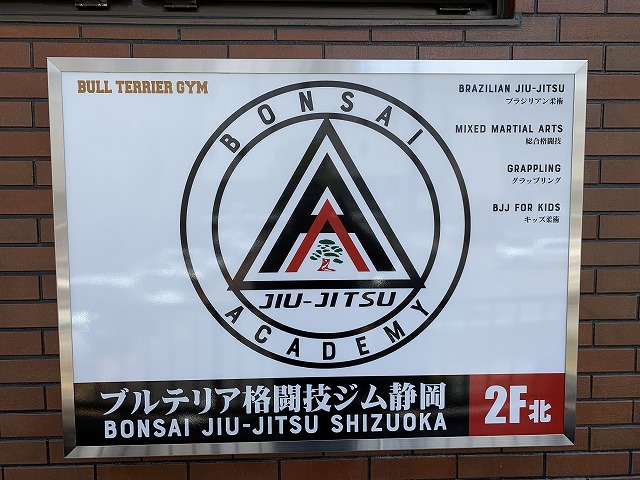 BULL TERRIER GYM
BRAZILIAN JIU-JITSU
ブラジリアン柔術
MIXED MARTIAL ARTS
総合格闘技
GRAPPLING
グラップリング
BJJ FOR KIDS
キッズ柔術
BONSAI
JIU-JITSU
ACADEMY
ブルテリア格闘技ジム静岡
BONSAI JIU-JITSU SHIZUOKA
2F北